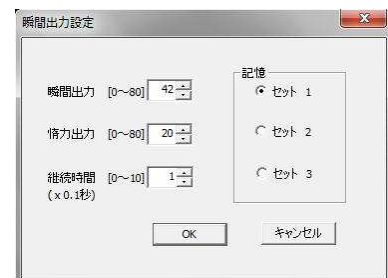 瞬間出力設定
記憶
瞬間出力 [0～80] 42
セット 1
惰力出力 [0～80] 20
セット 2
継続時間 [0～10] 1
(x 0.1秒)
セット 3
OK
キャンセル